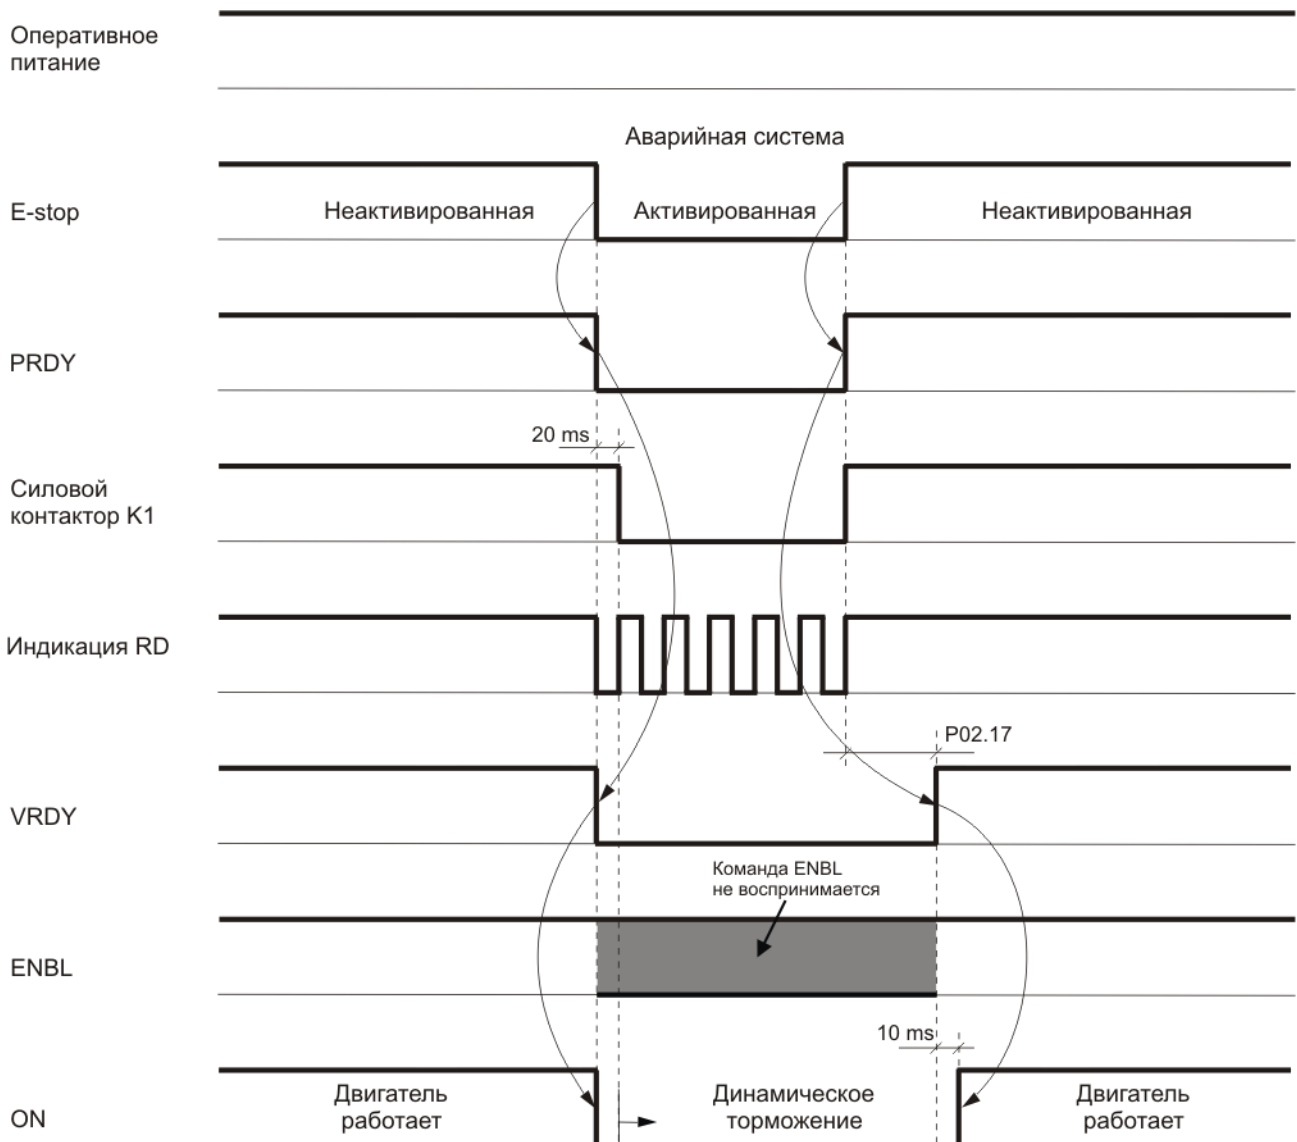 Оперативное
питание
Аварийная система
E-stop
Неактивированная
Активированная
Неактивированная
PRDY
20 ms
Силовой
контактор K1
Индикация RD
P02.17
VRDY
Команда ENBL
не воспринимается
ENBL
10 ms
ON
Двигатель
работает
Динамическое
торможение
Двигатель
работает